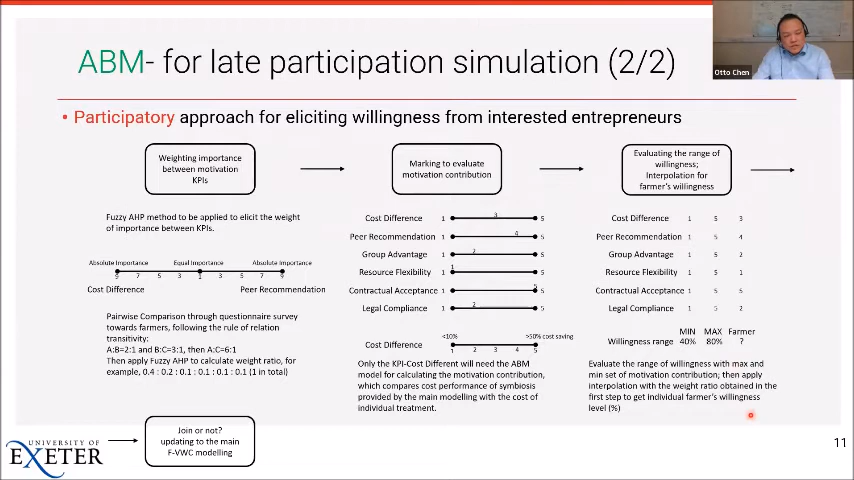 ABM- for late participation simulation (2/2)
Otto Chen
• Participatory approach for eliciting willingness from interested entrepreneurs
Weighting importance
between motivation
KPIs
Fuzzy AHP method to be applied to elicit the weight
of importance between KPIs.
Absolute Importance Equal Importance Absolute Importance
9 7 5 3 1 3 5 7 9
Cost Difference Peer Recommendation
Pairwise Comparison through questionnaire survey
towards farmers, following the rule of relation
transitivity:
A:B=2:1 and B:C=3:1, then A:C=6:1
Then apply Fuzzy AHP to calculate weight ratio, for
example, 0.4 : 0.2 : 0.1 : 0.1 : 0.1 : 0.1 (1 in total)
Marking to evaluate
motivation contribution
Cost Difference 1 3 5
Peer Recommendation 1 4 5
Group Advantage 1 2 5
Resource Flexibility 1 1 5
Contractual Acceptance 1 5 5
Legal Compliance 1 2 5
<10% >50% cost saving
Cost Difference
1 2 3 4 5
Only the KPI-Cost Different will need the ABM
model for calculating the motivation contribution,
which compares cost performance of symbiosis
provided by the main modelling with the cost of
individual treatment.
Evaluating the range of
willingness;
Interpolation for
farmer's willingness
Cost Difference 1 5 3
Peer Recommendation 1 5 4
Group Advantage 1 5 2
Resource Flexibility 1 5 1
Contractual Acceptance 1 5 5
Legal Compliance 1 5 2
MIN MAX Farmer
Willingness range 40% 80% ?
Evaluate the range of willingness with max and
min set of motivation contribution; then apply
interpolation with the weight ratio obtained in the
first step to get individual farmer's willingness
level (%)
Join or not?
updating to the main
F-VWC modelling
UNIVERSITY OF
EXETER
11